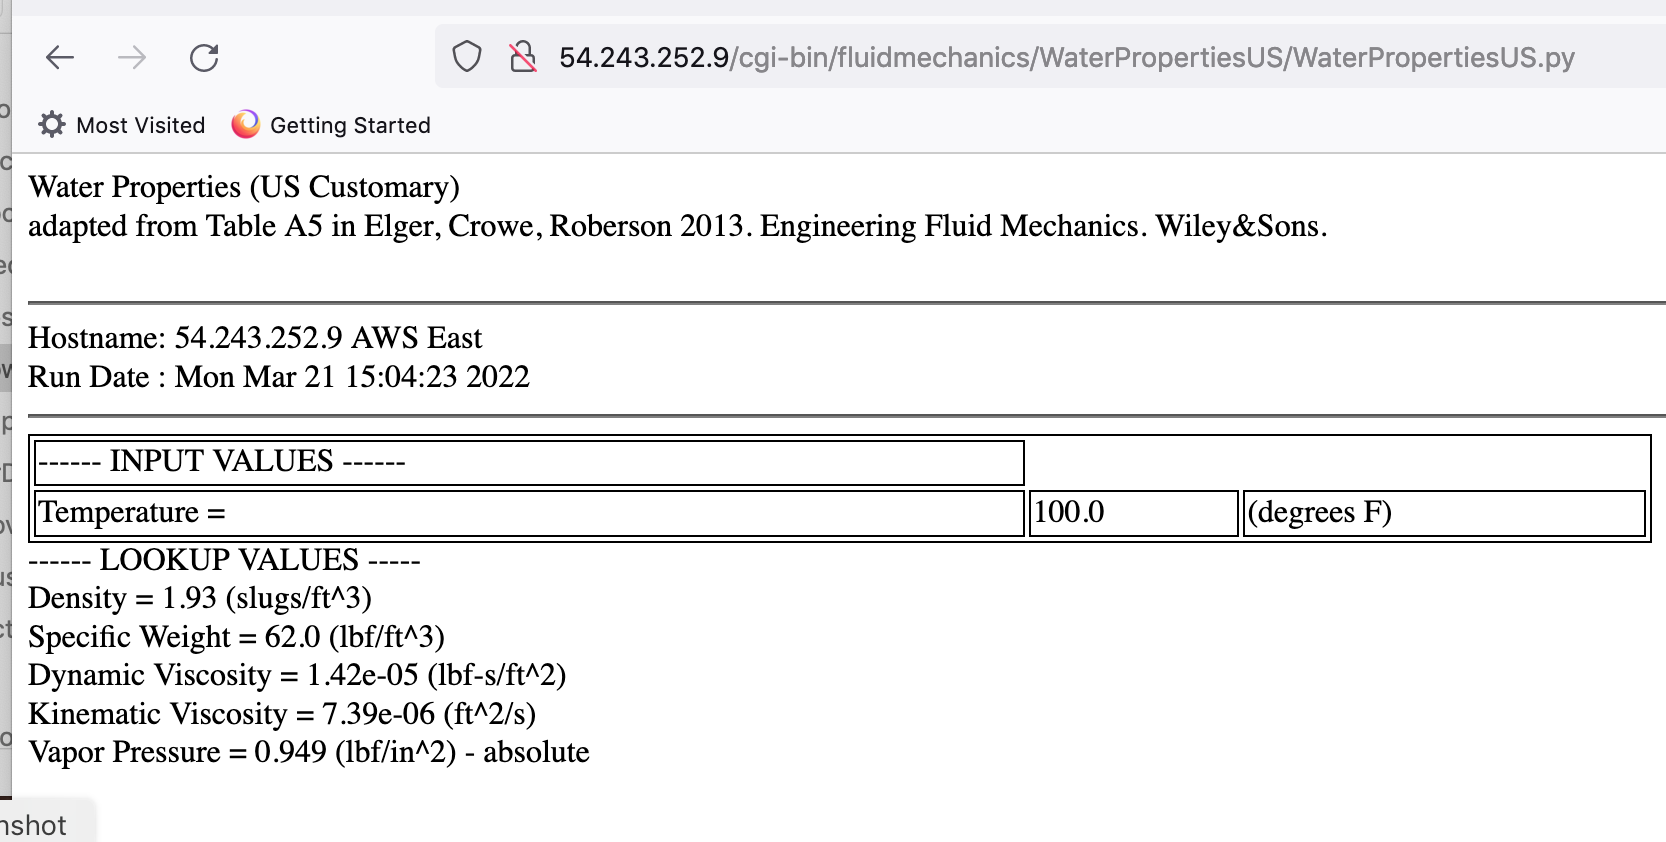 54.243.252.9/cgi-bin/fluidmechanics/WaterPropertiesUS/WaterPropertiesUS.py
Most Visited Getting Started
Water Properties (US Customary)
adapted from Table A5 in Elger, Crowe, Roberson 2013. Engineering Fluid Mechanics. Wiley&Sons.
Hostname: 54.243.252.9 AWS East
Run Date : Mon Mar 21 15:04:23 2022
------ INPUT VALUES ------
Temperature = 100.0 (degrees F)
------ LOOKUP VALUES -----
Density = 1.93 (slugs/ft^3)
Specific Weight = 62.0 (lbf/ft^3)
Dynamic Viscosity = 1.42e-05 (lbf-s/ft^2)
Kinematic Viscosity = 7.39e-06 (ft^2/s)
Vapor Pressure = 0.949 (lbf/in^2) - absolute
nshot